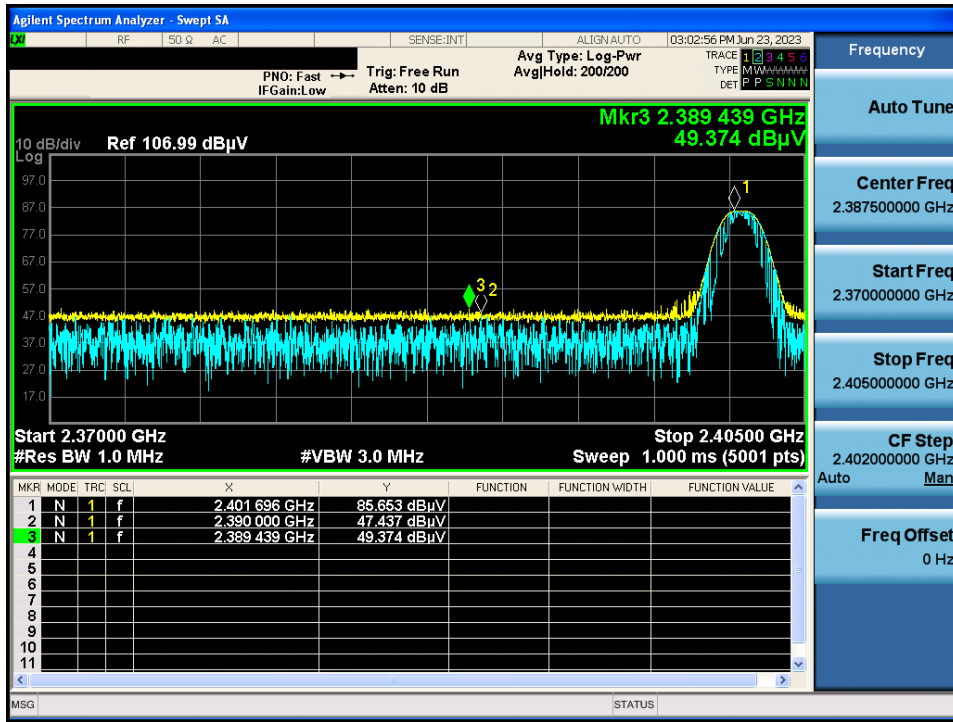 Agilent Spectrum Analyzer - Swept SA
LXI RF 50 Ω AC SENSE:INT ALIGN AUTO 03:02:56 PM Jun 23, 2023
PNO: Fast Trig: Free Run Avg Type: Log-Pwr TRACE 1 2 3 4 5 6
IFGain:Low Atten: 10 dB Avg|Hold: 200/200 TYPE M W W W W W
DET P P S N N N
Mkr3 2.389 439 GHz
49.374 dBµV
10 dB/div Ref 106.99 dBµV
Log
97.0
87.0
77.0
67.0
57.0
47.0
37.0
27.0
17.0
1
3 2
Start 2.37000 GHz Stop 2.40500 GHz
#Res BW 1.0 MHz #VBW 3.0 MHz Sweep 1.000 ms (5001 pts)
MKR MODE TRC SCL X Y FUNCTION FUNCTION WIDTH FUNCTION VALUE
1 N 1 f 2.401 696 GHz 85.653 dBµV
2 N 1 f 2.390 000 GHz 47.437 dBµV
3 N 1 f 2.389 439 GHz 49.374 dBµV
4
5
6
7
8
9
10
11
MSG STATUS
Frequency
Auto Tune
Center Freq
2.387500000 GHz
Start Freq
2.370000000 GHz
Stop Freq
2.405000000 GHz
CF Step
2.402000000 GHz
Auto Man
Freq Offset
0 Hz